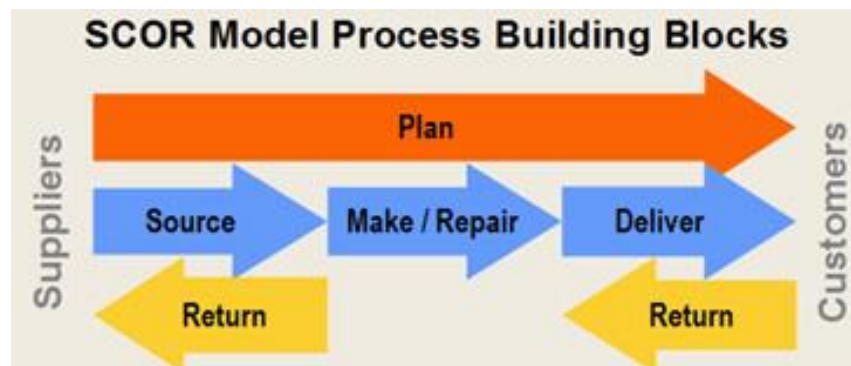 SCOR Model Process Building Blocks
Suppliers
Plan
Customers
Source
Make / Repair
Deliver
Return
Return